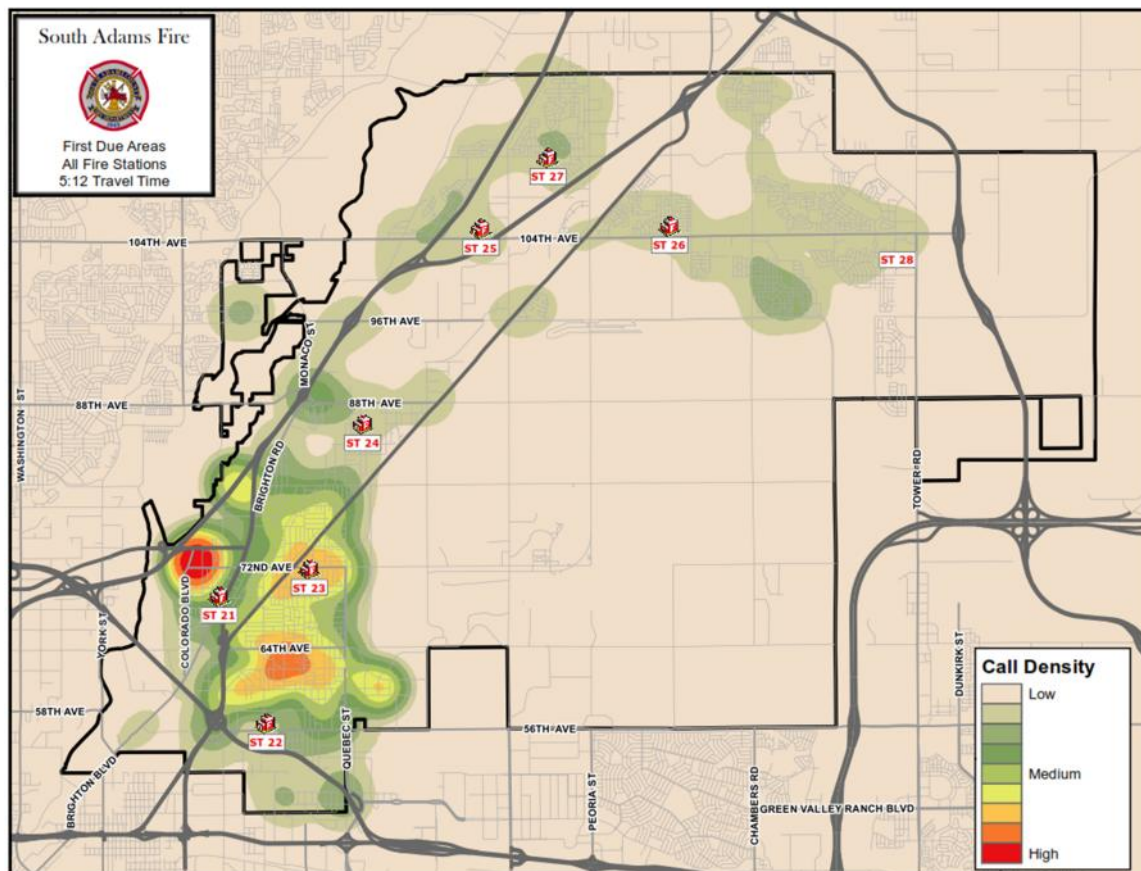 South Adams Fire
First Due Areas
All Fire Stations
5:12 Travel Time
ST 27
ST 25
104TH AVE
ST 26
104TH AVE
ST 28
96TH AVE
MONACO ST
88TH AVE
88TH AVE
ST 24
WASHINGTON ST
BRIGHTON RD
TOWER RD
72ND AVE
ST 23
COLORADO BLVD
ST 21
YORK ST
64TH AVE
DUNKIRK ST
58TH AVE
ST 22
QUEBEC ST
56TH AVE
BRIGHTON BLVD
PEORIA ST
CHAMBERS RD
GREEN VALLEY RANCH BLVD
Call Density
Low
Medium
High